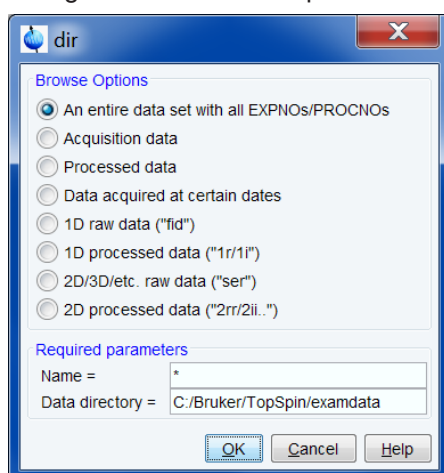 dir
X
Browse Options
An entire data set with all EXPNOs/PROCNOs
Acquisition data
Processed data
Data acquired at certain dates
1D raw data ("fid")
1D processed data ("1r/1i")
2D/3D/etc. raw data ("ser")
2D processed data ("2rr/2ii..")
Required parameters
Name = *
Data directory = C:/Bruker/TopSpin/examdata
OK Cancel Help